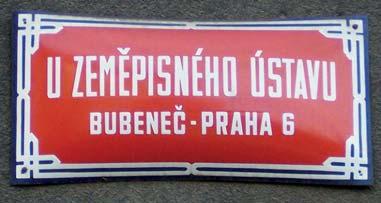 U ZEMĚPISNÉHO ÚSTAVU
BUBENEČ - PRAHA 6